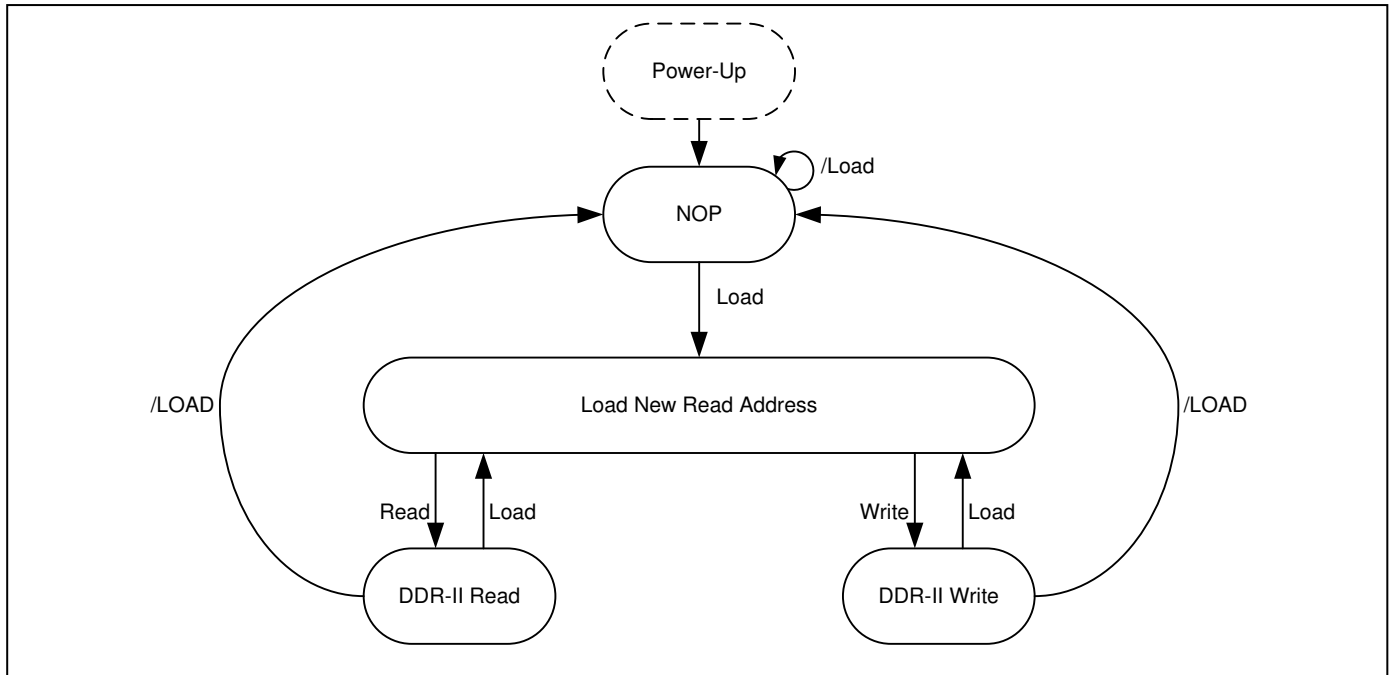 Power-Up
/Load
NOP
Load
/LOAD
Load New Read Address
/LOAD
Read
Load
Write
Load
DDR-II Read
DDR-II Write